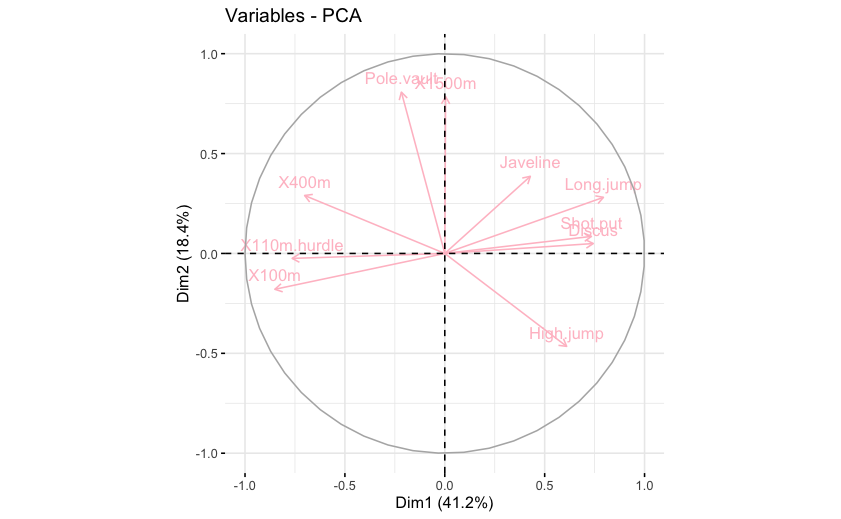 Variables - PCA
1.0
Pole.vault
X1500m
0.5
Javeline
X400m
Long.jump
Shot.put
Discus
X110m.hurdle
0.0
X100m
High.jump
-0.5
-1.0
Dim2 (18.4%)
-1.0 -0.5 0.0 0.5 1.0
Dim1 (41.2%)